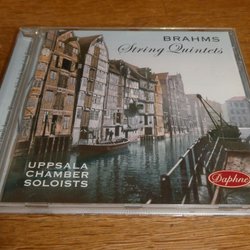 BRAHMS
String Quintets
UPPSALA
CHAMBER
SOLOISTS
Daphne